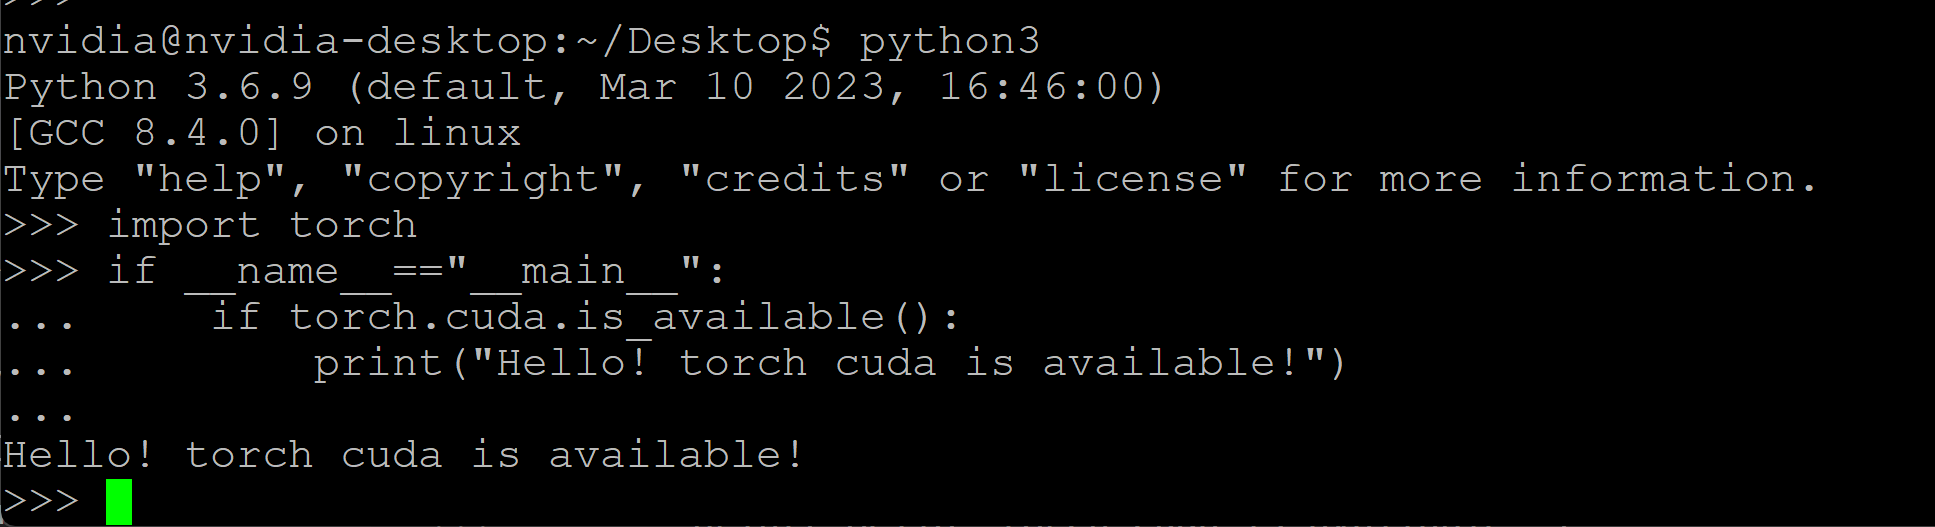 >>>
nvidia@nvidia-desktop:~/Desktop$ python3
Python 3.6.9 (default, Mar 10 2023, 16:46:00)
[GCC 8.4.0] on linux
Type "help", "copyright", "credits" or "license" for more information.
>>> import torch
>>> if __name__=="__main__":
...     if torch.cuda.is_available():
...         print("Hello! torch cuda is available!")
...
Hello! torch cuda is available!
>>>